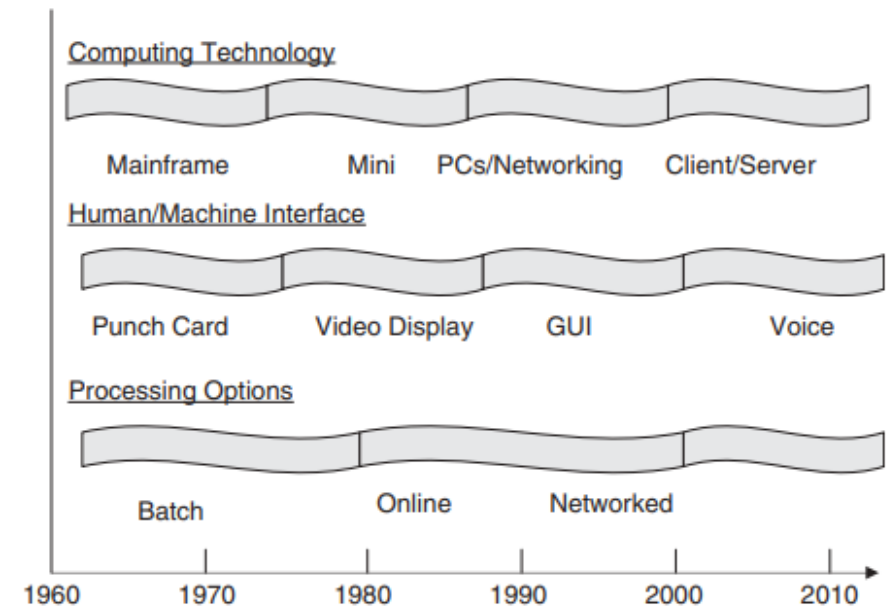 Computing Technology
Mainframe Mini PCs/Networking Client/Server
Human/Machine Interface
Punch Card Video Display GUI Voice
Processing Options
Batch Online Networked
1960 1970 1980 1990 2000 2010